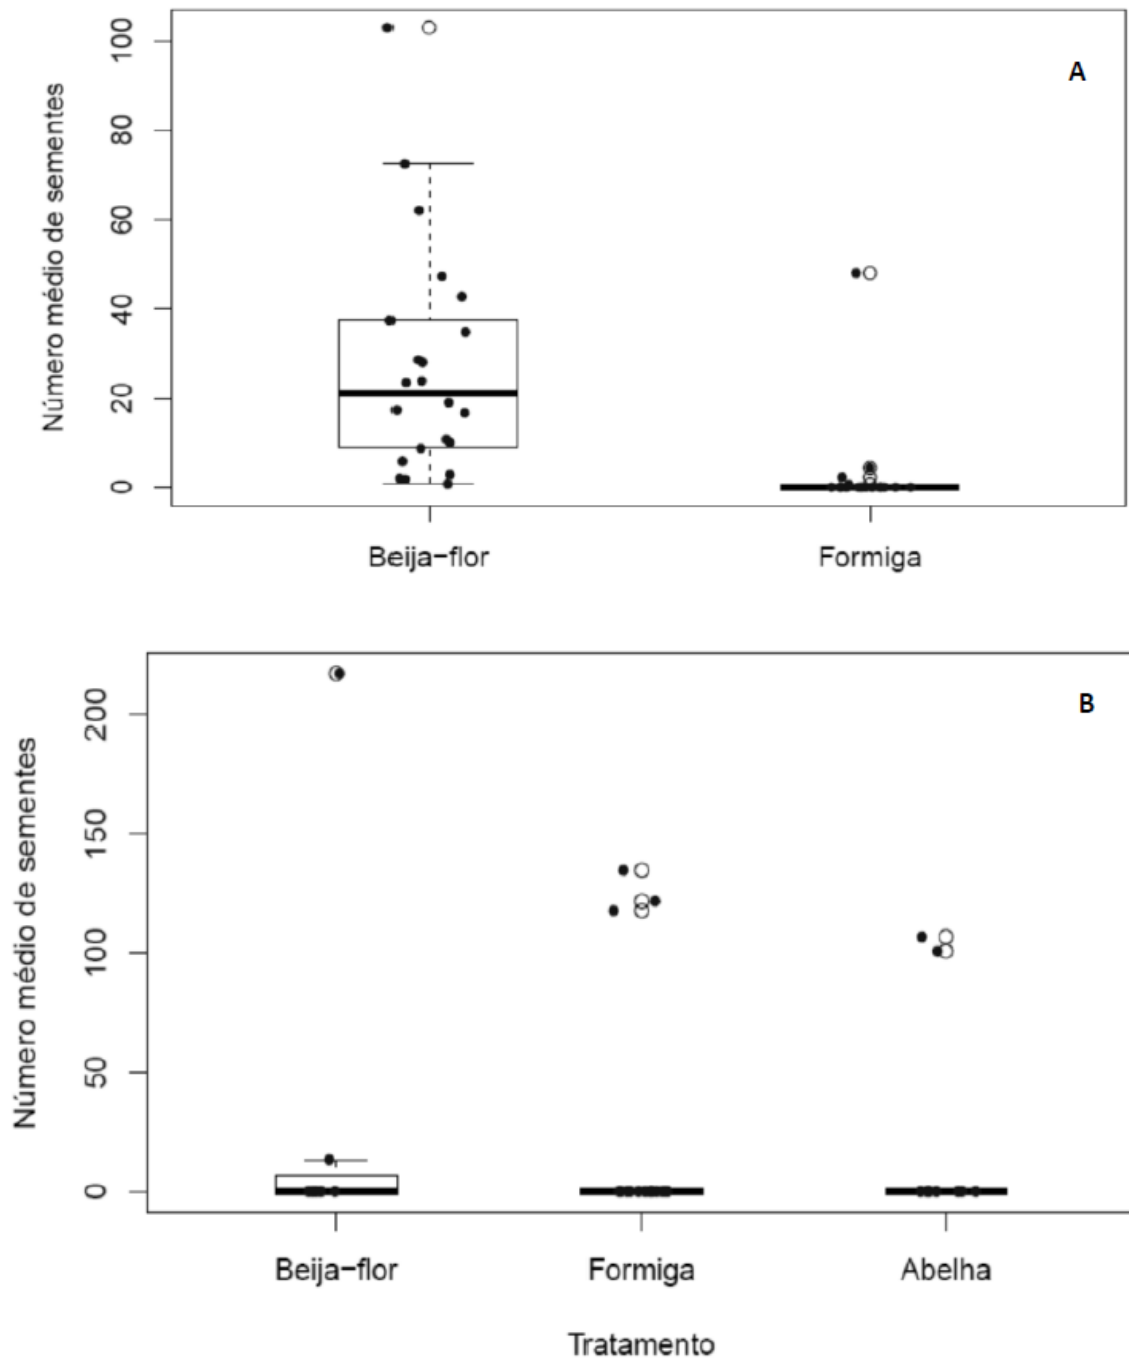 A
Número médio de sementes
100
80
60
40
20
0
Beija-flor Formiga
B
Número médio de sementes
200
150
100
50
0
Beija-flor Formiga Abelha
Tratamento